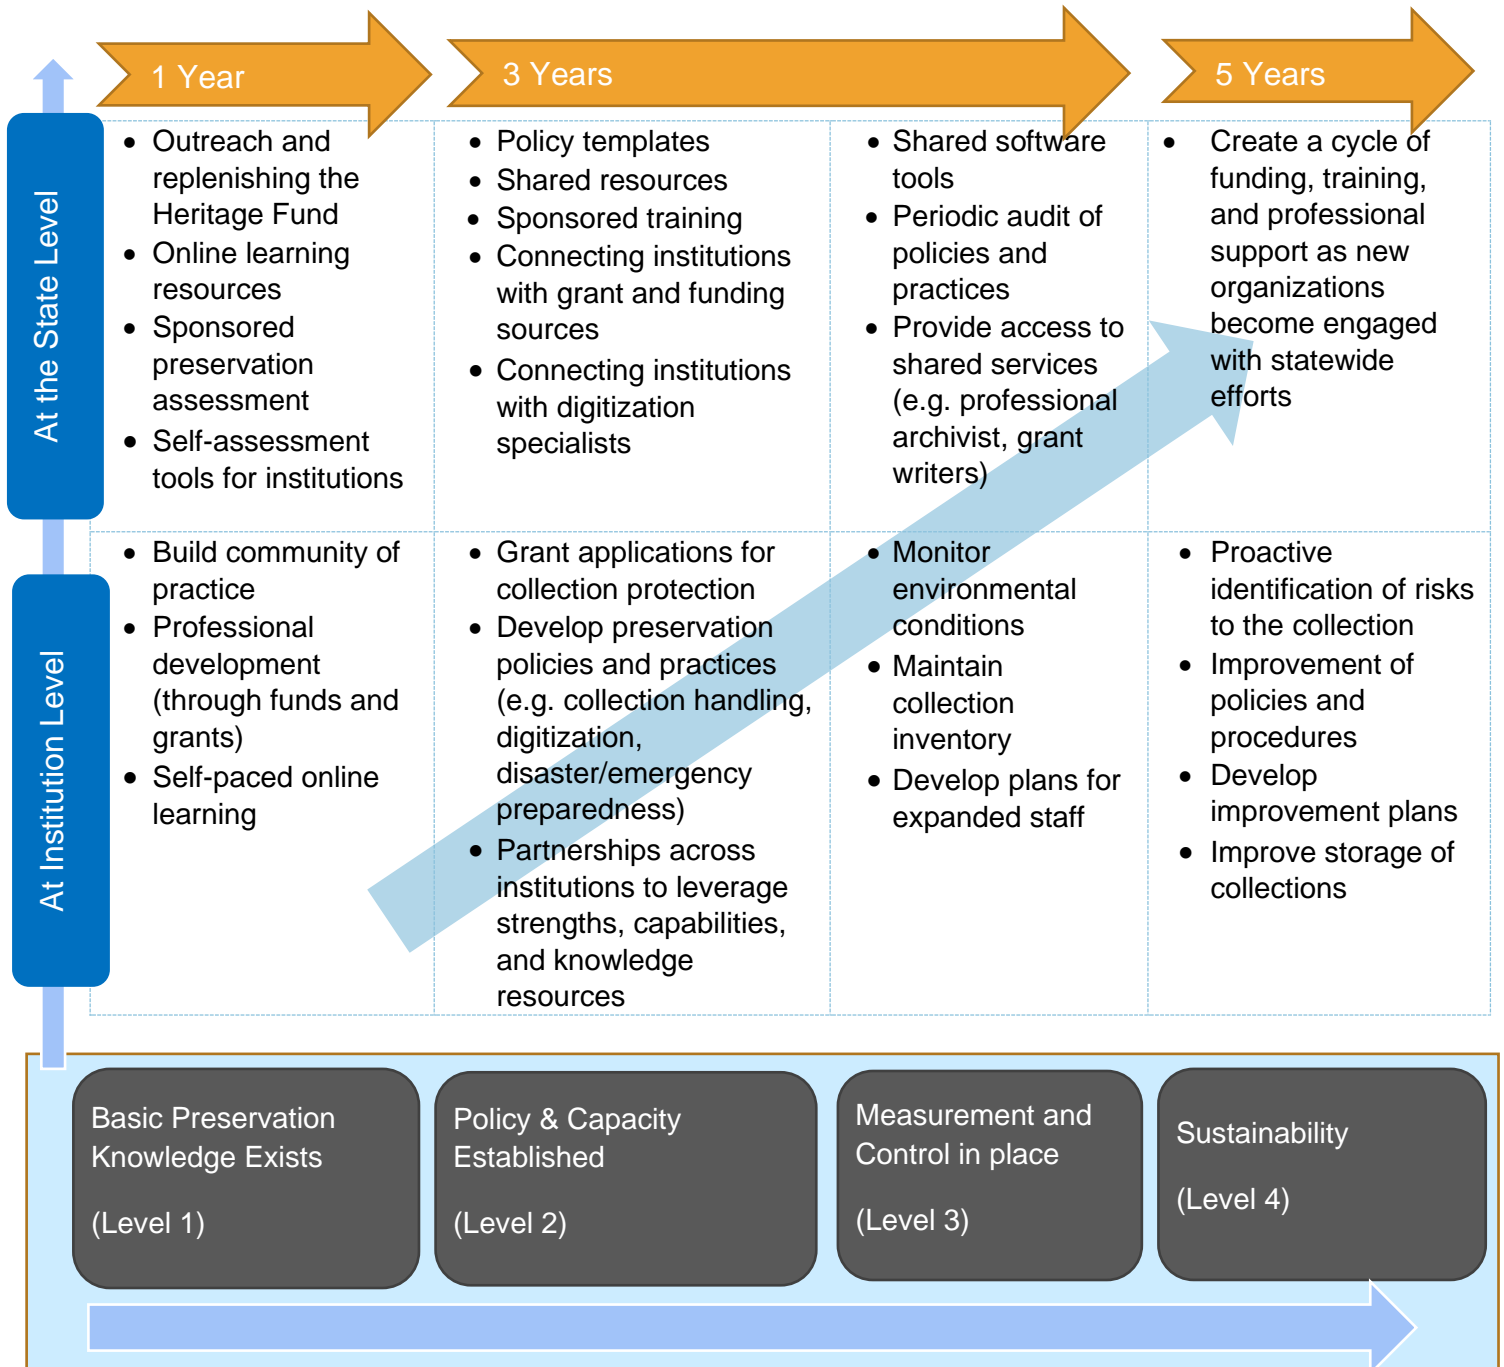 1 Year
3 Years
5 Years
At the State Level
• Outreach and
replenishing the
Heritage Fund
• Online learning
resources
• Sponsored
preservation
assessment
• Self-assessment
tools for institutions
• Policy templates
• Shared resources
• Sponsored training
• Connecting institutions
with grant and funding
sources
• Connecting institutions
with digitization
specialists
• Shared software
tools
• Periodic audit of
policies and
practices
• Provide access to
shared services
(e.g. professional
archivist, grant
writers)
• Create a cycle of
funding, training,
and professional
support as new
organizations
become engaged
with statewide
efforts
At Institution Level
• Build community of
practice
• Professional
development
(through funds and
grants)
• Self-paced online
learning
• Grant applications for
collection protection
• Develop preservation
policies and practices
(e.g. collection handling,
digitization,
disaster/emergency
preparedness)
• Partnerships across
institutions to leverage
strengths, capabilities,
and knowledge
resources
• Monitor
environmental
conditions
• Maintain
collection
inventory
• Develop plans for
expanded staff
• Proactive
identification of risks
to the collection
• Improvement of
policies and
procedures
• Develop
improvement plans
• Improve storage of
collections
Basic Preservation
Knowledge Exists
(Level 1)
Policy & Capacity
Established
(Level 2)
Measurement and
Control in place
(Level 3)
Sustainability
(Level 4)